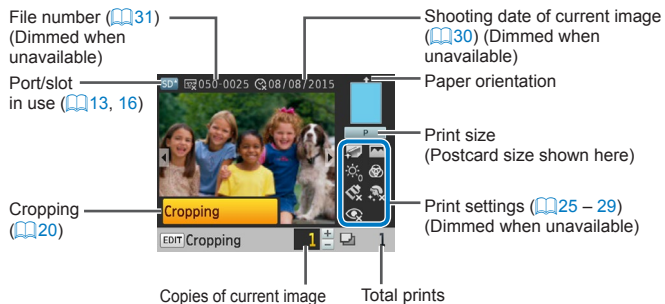 File number (31)
(Dimmed when
unavailable)
Shooting date of current image
(30) (Dimmed when
unavailable)
Port/slot
in use (13, 16)
Paper orientation
SD 050-0025 08/08/2015
P
Print size
(Postcard size shown here)
Print settings (25 – 29)
(Dimmed when unavailable)
Cropping
(20)
Cropping
EDIT Cropping 1 + - 1
Copies of current image
Total prints